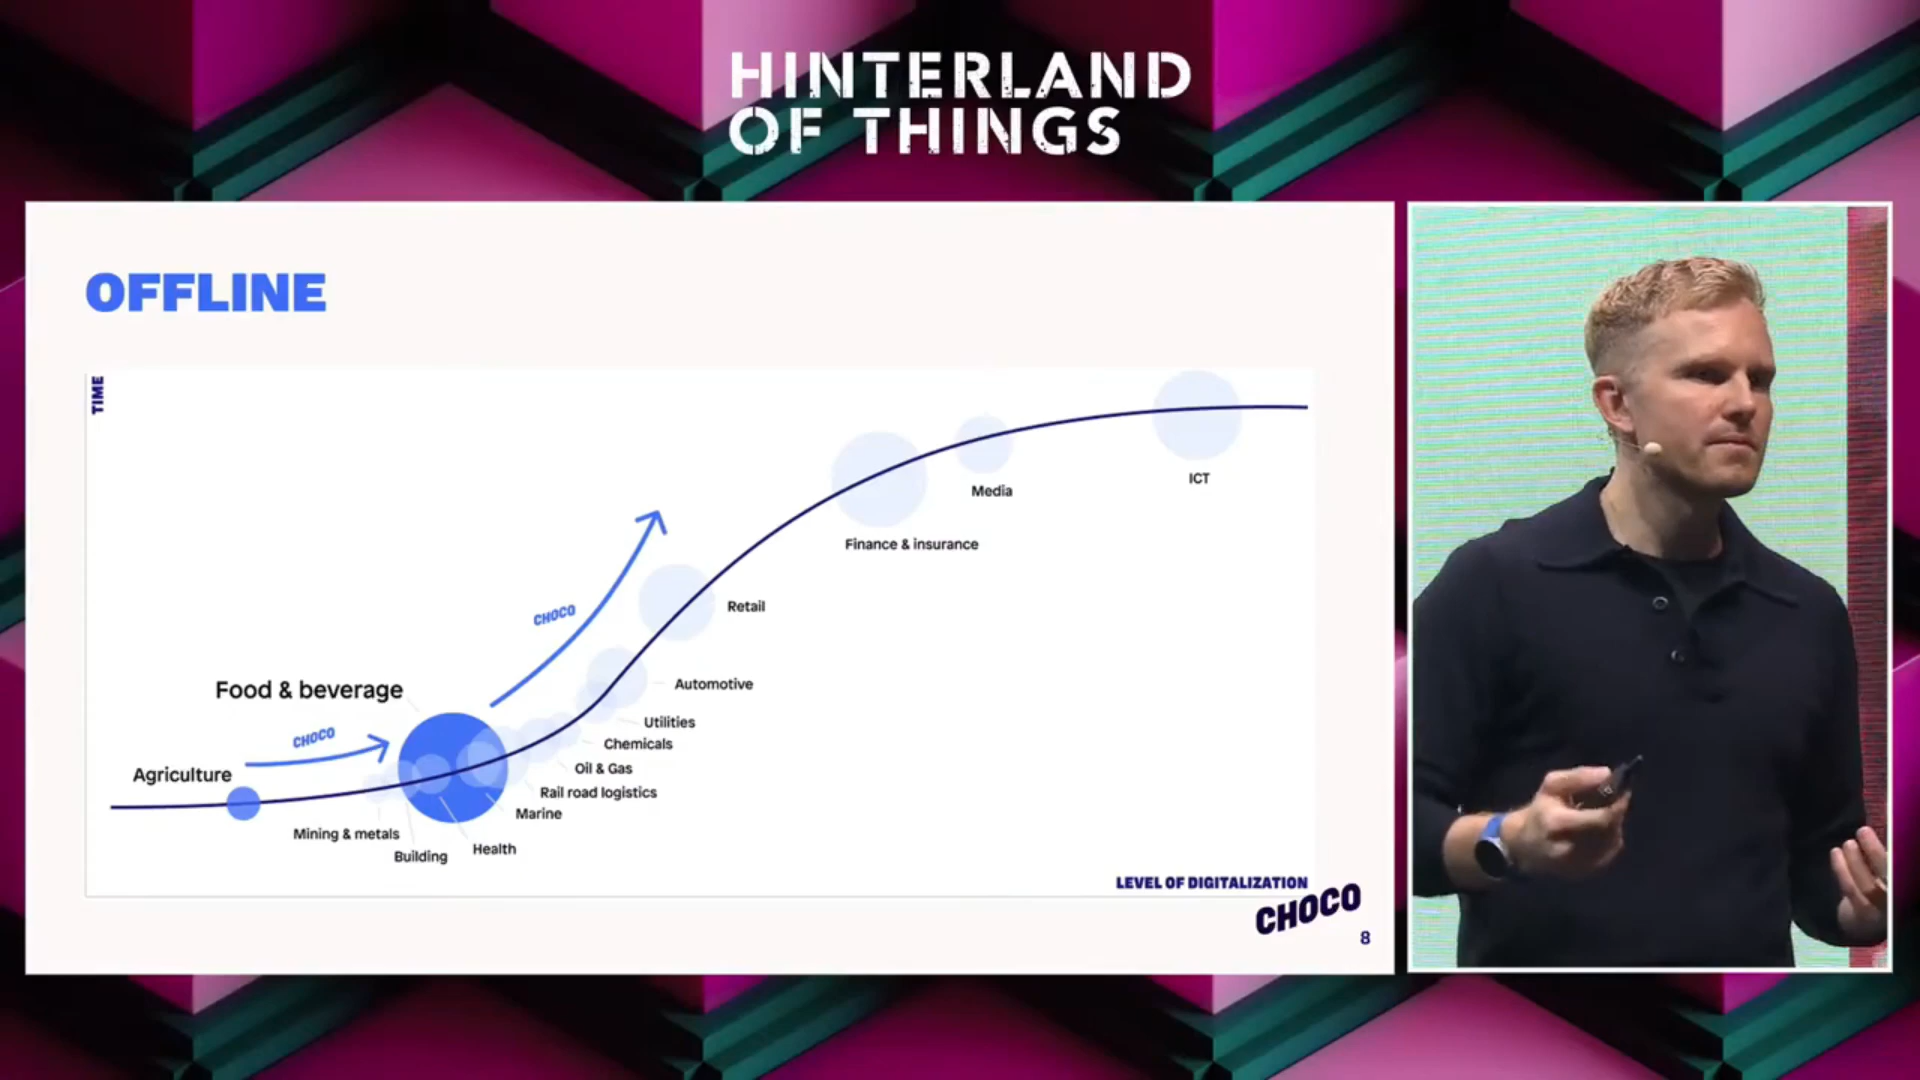 HINTERLAND
OF THINGS
OFFLINE
TIME
ICT
Media
Finance & insurance
CHOCO
Retail
Food & beverage
Automotive
Utilities
CHOCO
Chemicals
Agriculture
Oil & Gas
Rail road logistics
Marine
Mining & metals
Health
Building
LEVEL OF DIGITALIZATION
CHOCO
8